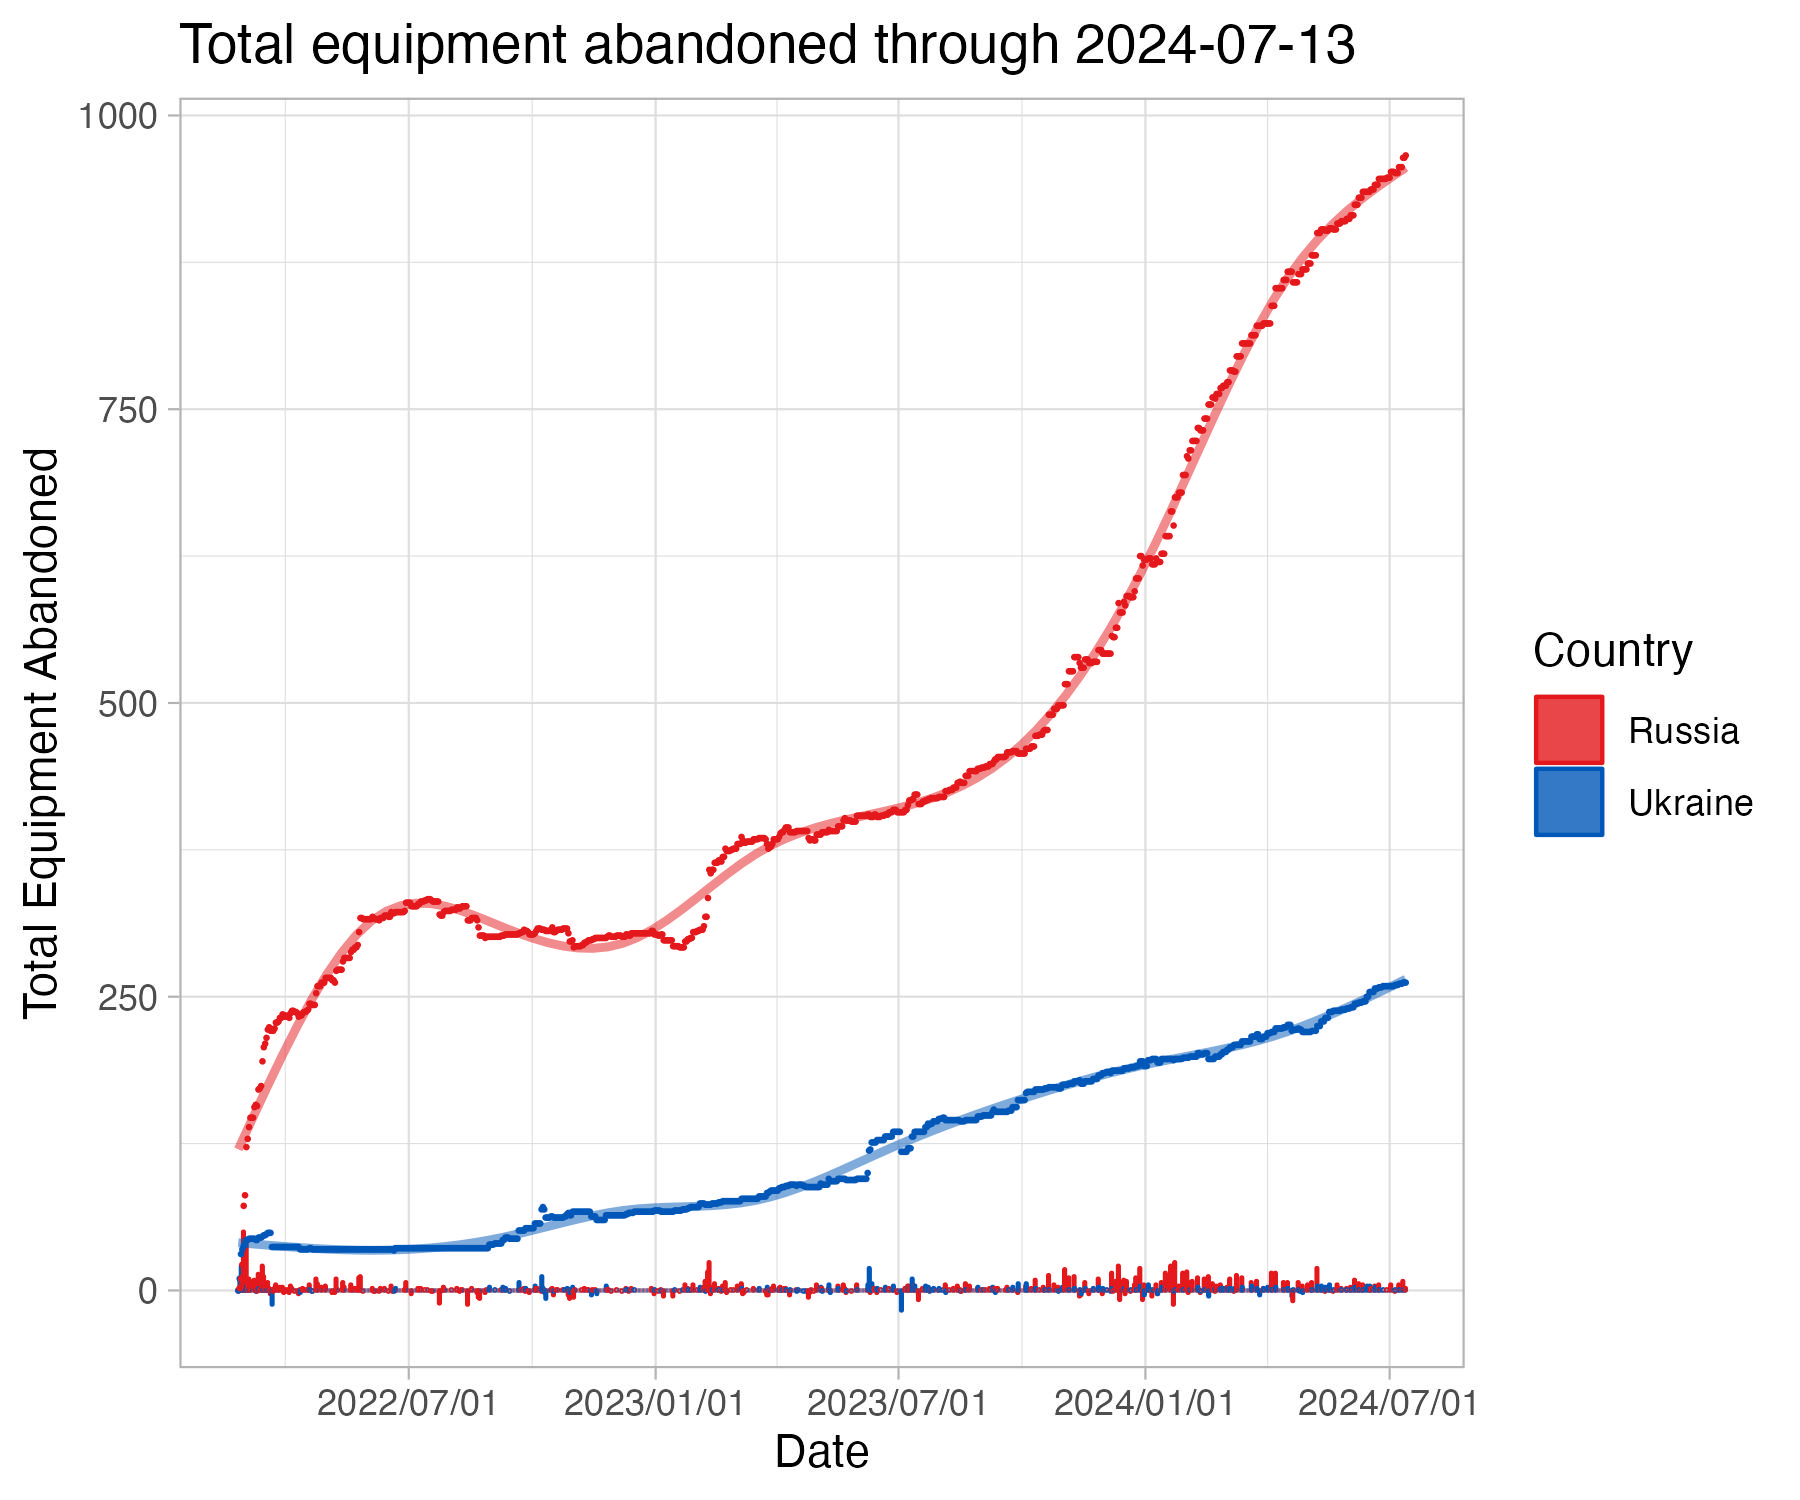 Total equipment abandoned through 2024-07-13
Total Equipment Abandoned
1000
750
500
250
0
2022/07/01
2023/01/01
2023/07/01
2024/01/01
2024/07/01
Date
Country
Russia
Ukraine